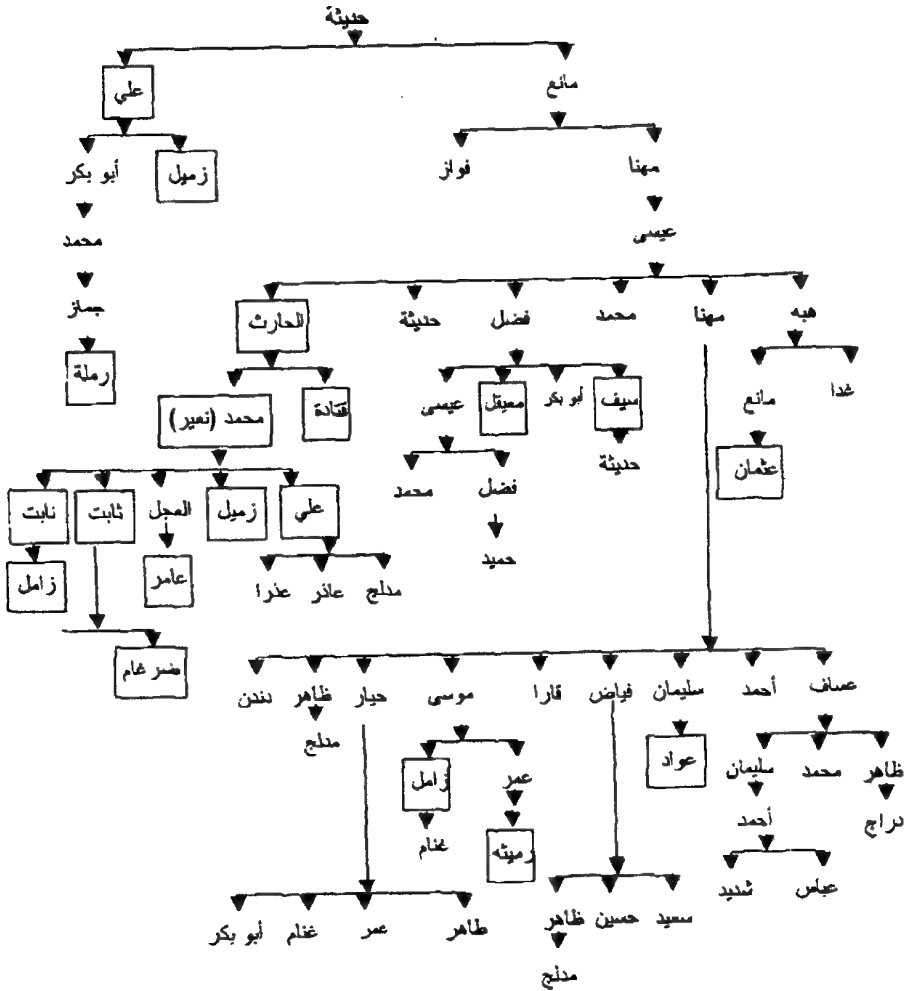 حديثة
علي
مانع
أبو بكر
زميل
فواز
مهنا
محمد
عيسى
جماز
الحارث
حديثة
فضل
محمد
مهنا
هبه
رملة
محمد (نعير)
قتادة
عيسى
معيقل
أبو بكر
سيف
مانع
غدا
محمد
فضل
حديثة
عثمان
نابت
ثابت
العجل
زميل
علي
حميد
زامل
عامر
عذرا
عاذر
مدلج
ضرغام
دندن
ظاهر
حيار
موسى
قارا
فياض
سليمان
أحمد
عساف
مدلج
زامل
عمر
عواد
سليمان
محمد
ظاهر
غنام
رميثه
أحمد
دراج
شديد
عباس
أبو بكر
غنام
عمر
طاهر
ظاهر
حسين
سعيد
مدلج